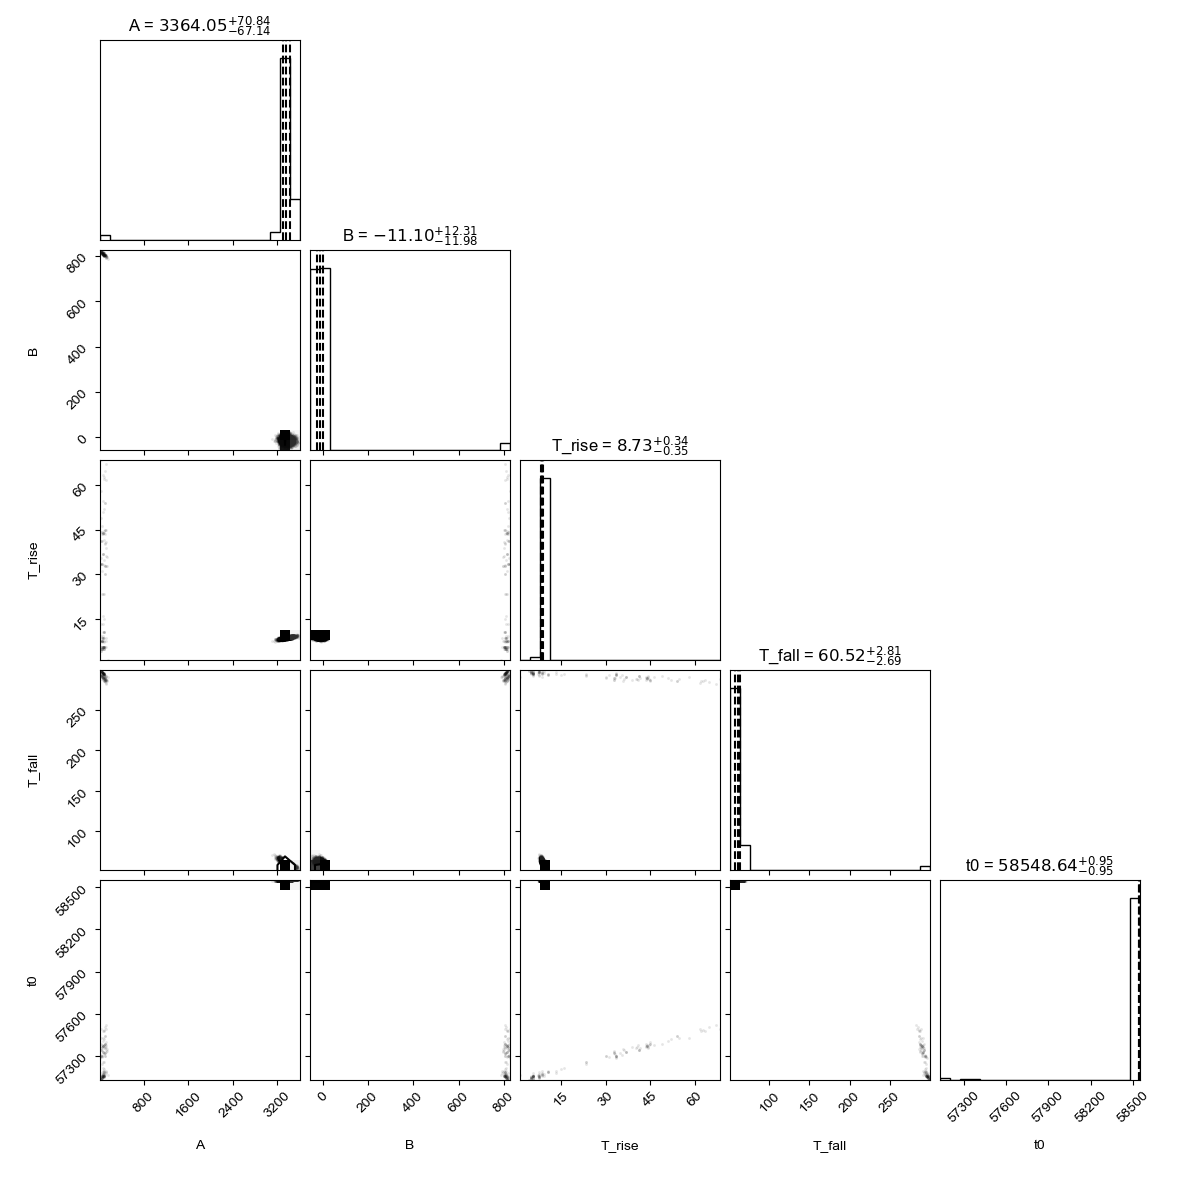 A = 3364.05+70.84−67.14
B = −11.10+12.31−11.98
800
600
400
200
0
B
T_rise = 8.73+0.34−0.35
60
45
30
15
T_rise
T_fall = 60.52+2.81−2.69
250
200
150
100
T_fall
t0 = 58548.64+0.95−0.95
58500
58200
57900
57600
57300
t0
800 1600 2400 3200
0 200 400 600 800
15 30 45 60
100 150 200 250
57300 57600 57900 58200 58500
A B T_rise T_fall t0